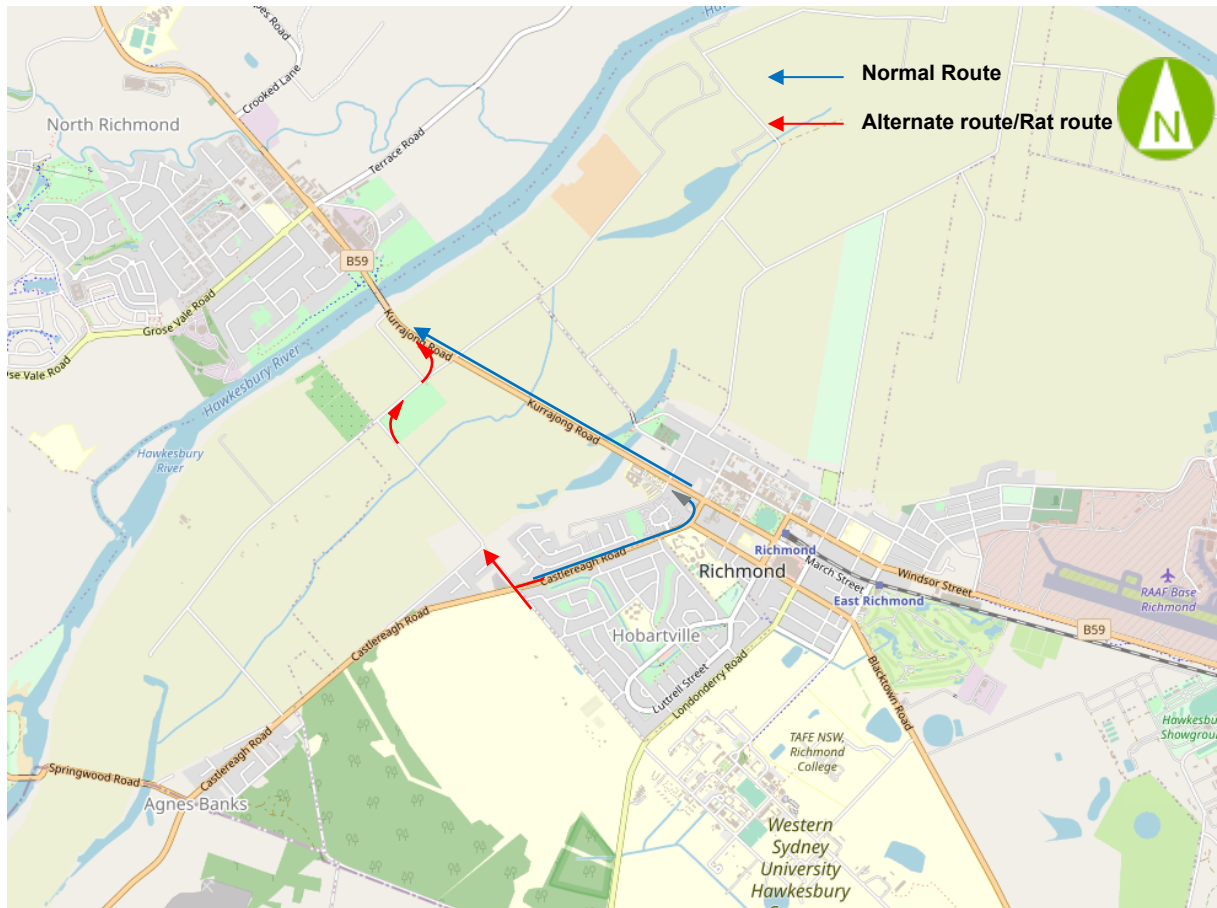 Normal Route
Alternate route/Rat route
N
Crooked Lane
North Richmond
Terrace Road
B59
Grose Vale Road
Kurrajong Road
Hawkesbury River
Kurrajong Road
Hawkesbury
River
Castlereagh Road
Richmond
Richmond
March Street
Windsor Street
East Richmond
RAAF Base
Richmond
B59
Hobartville
Castlereagh Road
Luttrell Street
Londonderry Road
Blacktown Road
Castlereagh Road
Springwood Road
Agnes Banks
TAFE NSW,
Richmond
College
Showground
Western
Sydney
University
Hawkesbury